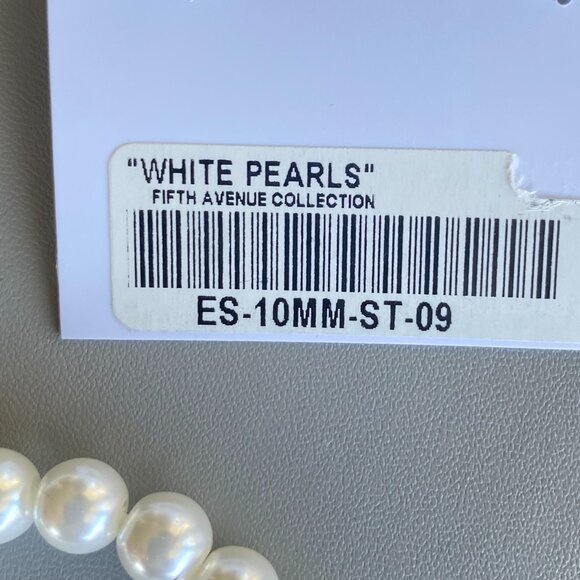 "WHITE PEARLS"
FIFTH AVENUE COLLECTION
ES-10MM-ST-09